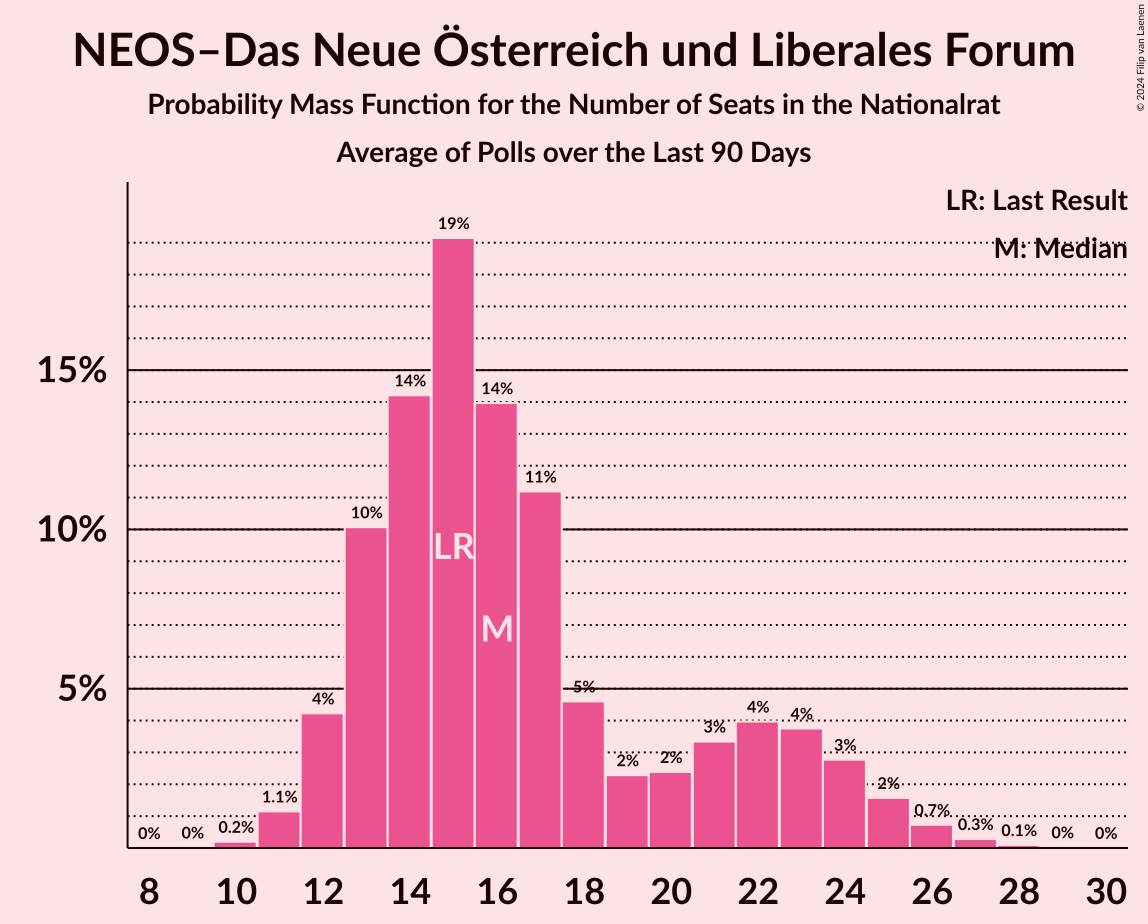 NEOS–Das Neue Österreich und Liberales Forum
Probability Mass Function for the Number of Seats in the Nationalrat
Average of Polls over the Last 90 Days
© 2024 Filip van Laenen
LR: Last Result
M: Median
15%
10%
5%
0%
0%
0.2%
1.1%
4%
10%
14%
19%
14%
11%
5%
2%
2%
3%
4%
4%
3%
2%
0.7%
0.3%
0.1%
0%
0%
LR
M
8 10 12 14 16 18 20 22 24 26 28 30